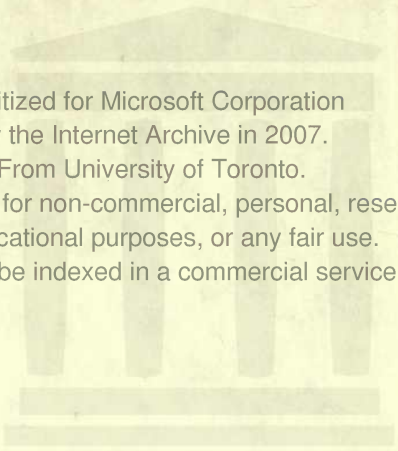 itized for Microsoft Corporation
the Internet Archive in 2007.
From University of Toronto.
for non-commercial, personal, rese
cational purposes, or any fair use.
be indexed in a commercial service